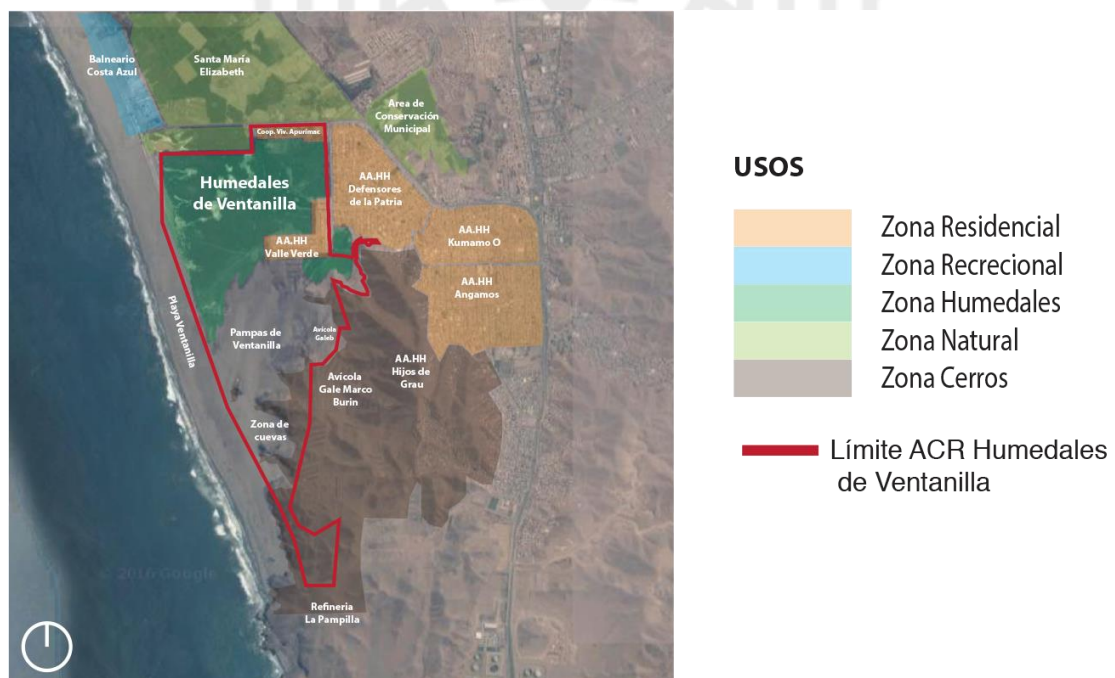 Balneario
Costa Azul
Santa María
Elizabeth
Area de
Conservación
Municipal
Coop. Viv. Apurimac
Humedales
de Ventanilla
AA.HH
Defensores
de la Patria
AA.HH
Valle Verde
AA.HH
Kumamo O
AA.HH
Angamos
Playa Ventanilla
Pampas de
Ventanilla
Avícola
Galeb
Avícola
Gale Marco
Burin
AA.HH
Hijos de
Grau
Zona de
cuevas
© 2016 Google
Refineria
La Pampilla
USOS
Zona Residencial
Zona Recrecional
Zona Humedales
Zona Natural
Zona Cerros
Límite ACR Humedales
de Ventanilla